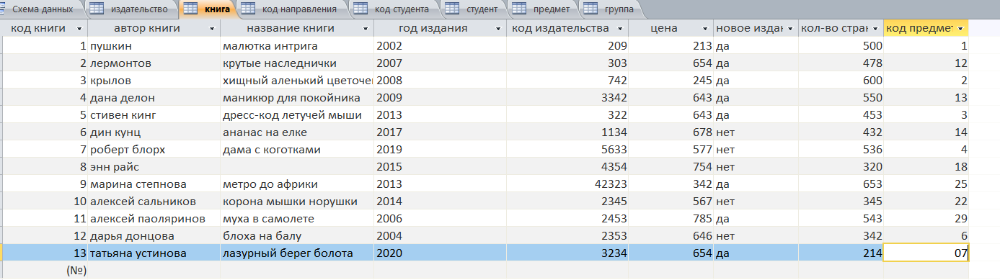 Схема данных издательство книга код направления код студента студент предмет группа
код книги автор книги название книги год издания код издательства цена новое издан кол-во стран код предмет
1 пушкин малютка интрига 2002 209 213 да 500 1
2 лермонтов крутые наследнички 2007 303 654 да 478 12
3 крылов хищный аленький цветочек 2008 742 245 да 600 2
4 дана делон маникюр для покойника 2009 3342 643 да 550 13
5 стивен кинг дресс-код летучей мыши 2013 322 643 да 453 3
6 дин кунц ананас на елке 2017 1134 678 нет 432 14
7 роберт блорх дама с коготками 2019 5633 577 нет 536 4
8 энн райс 2015 4354 754 нет 320 18
9 марина степнова метро до африки 2013 42323 342 да 653 25
10 алексей сальников корона мышки норушки 2014 2345 567 нет 345 22
11 алексей паоляринов муха в самолете 2006 2453 785 да 543 29
12 дарья донцова блоха на балу 2004 2353 646 нет 342 6
13 татьяна устинова лазурный берег болота 2020 3234 654 да 214 07
(№)